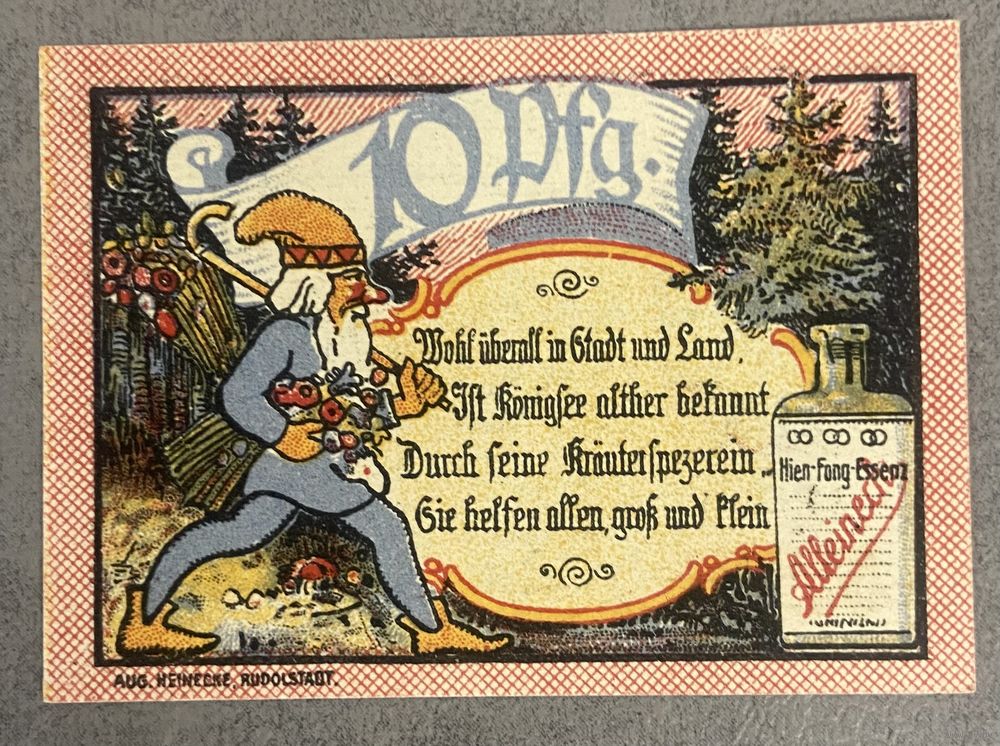 10 Pfg.
Wohl überall in Stadt und Land,
Ist Königsee alther bekannt
Durch seine Kräuterspezerein
Sie helfen allen, groß und klein
Hien-Fong-Essenz
AUG. HEINECKE, RUDOLSTADT.